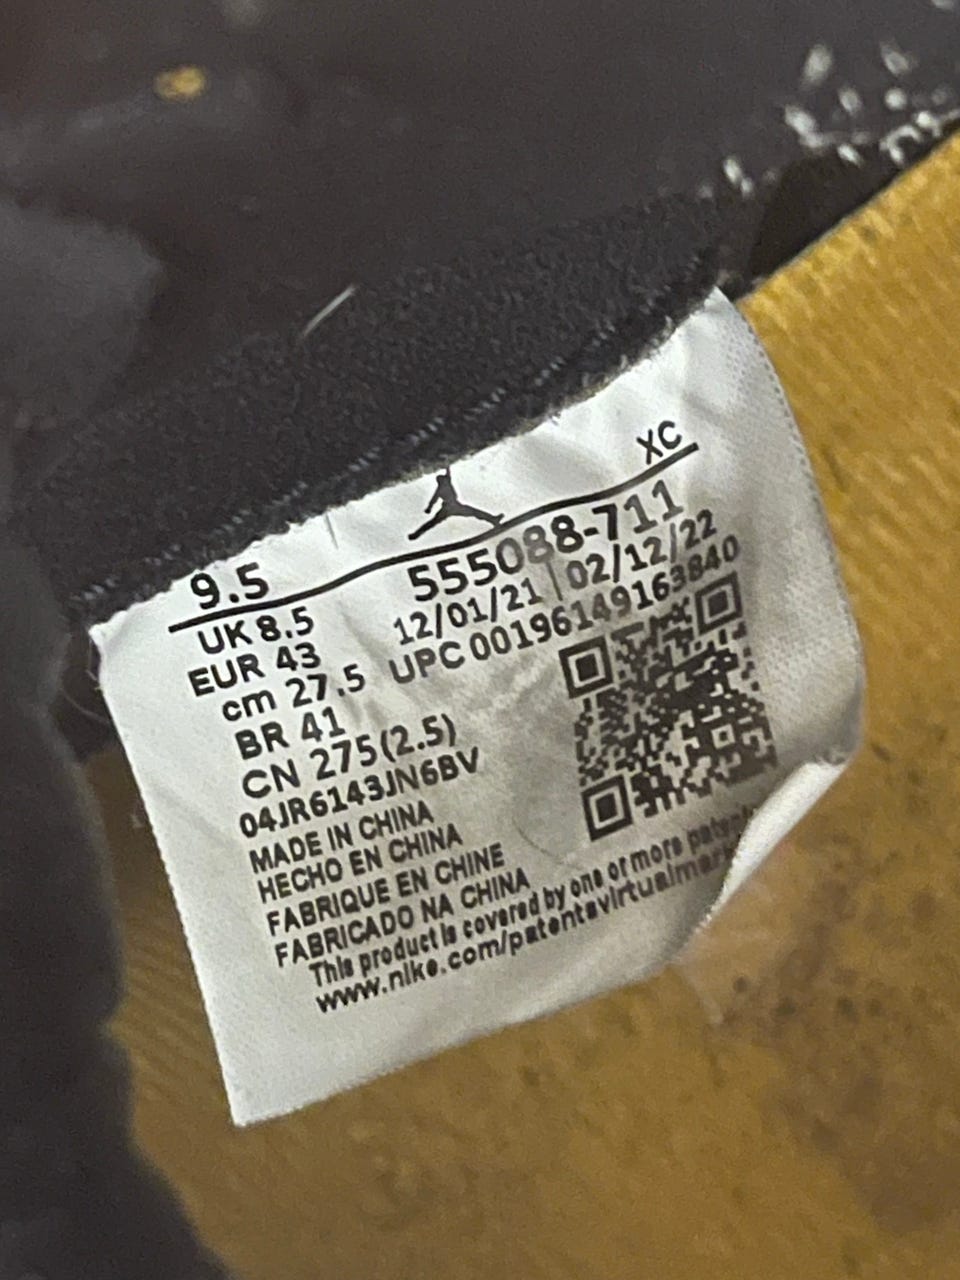 XC
9.5
555088-711
UK 8.5
12/01/21 | 02/12/22
EUR 43
UPC 00196149163840
cm 27.5
BR 41
CN 275(2.5)
04JR6143JN6BV
MADE IN CHINA
HECHO EN CHINA
FABRIQUE EN CHINE
FABRICADO NA CHINA
This product is covered by one or more
www.nike.com/patentsvirtualmar